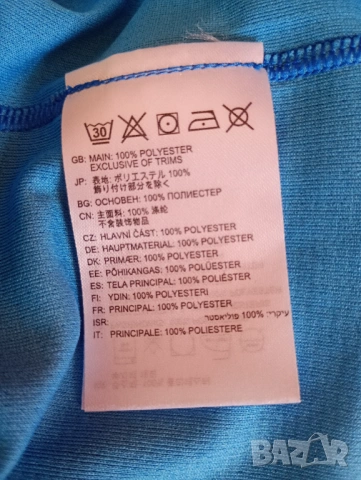 30
GB: MAIN: 100% POLYESTER
EXCLUSIVE OF TRIMS
JP: 表地: ポリエステル 100%
飾り付け部分を除く
BG: ОСНОВЕН: 100% ПОЛИЕСТЕР
CN: 主面料: 100% 涤纶
不含装饰物
CZ: HLAVNÍ ČÁST: 100% POLYESTER
DE: HAUPTMATERIAL: 100% POLYESTER
DK: PRIMÆR: 100% POLYESTER
EE: PÕHIKANGAS: 100% POLÜESTER
ES: TELA PRINCIPAL: 100% POLIÉSTER
FI: YDIN: 100% POLYESTERI
FR: PRINCIPALE: 100% POLYESTER
ISR: עיקרי: 100% פוליאסטר
IT: PRINCIPALE: 100% POLIESTERE
BAZAR